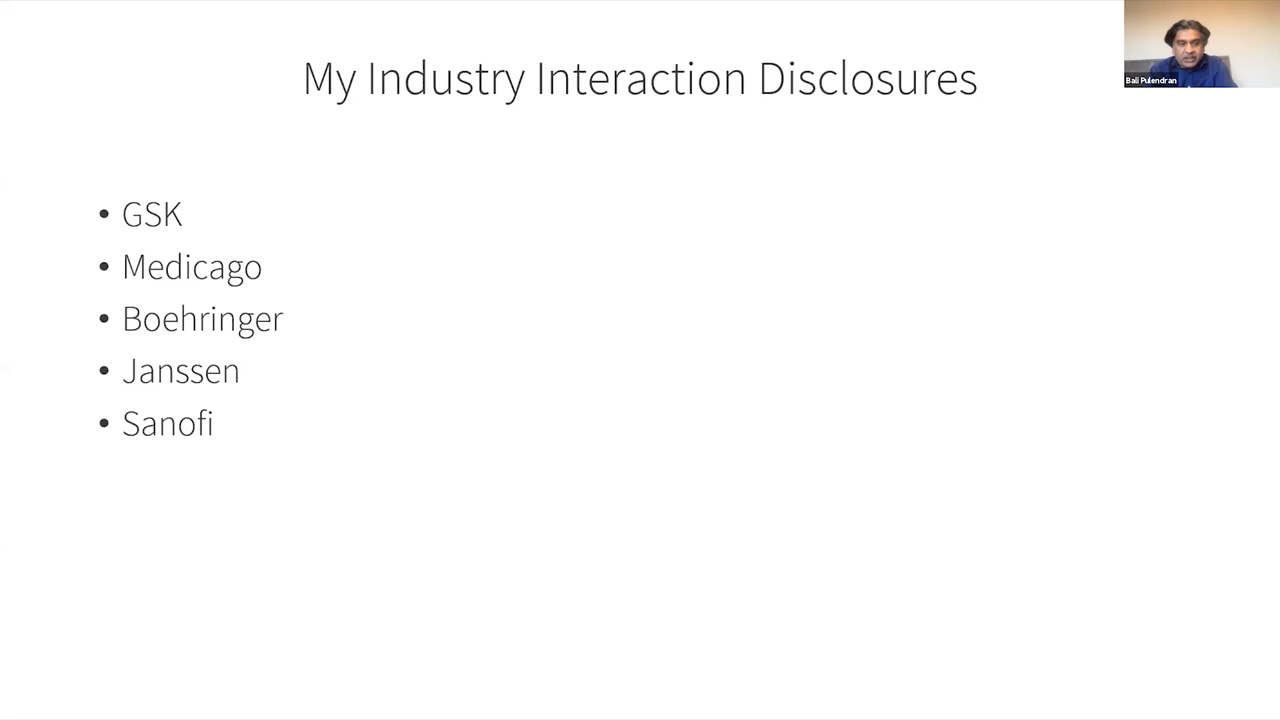 My Industry Interaction Disclosures
Bali Pulendran
• GSK
• Medicago
• Boehringer
• Janssen
• Sanofi